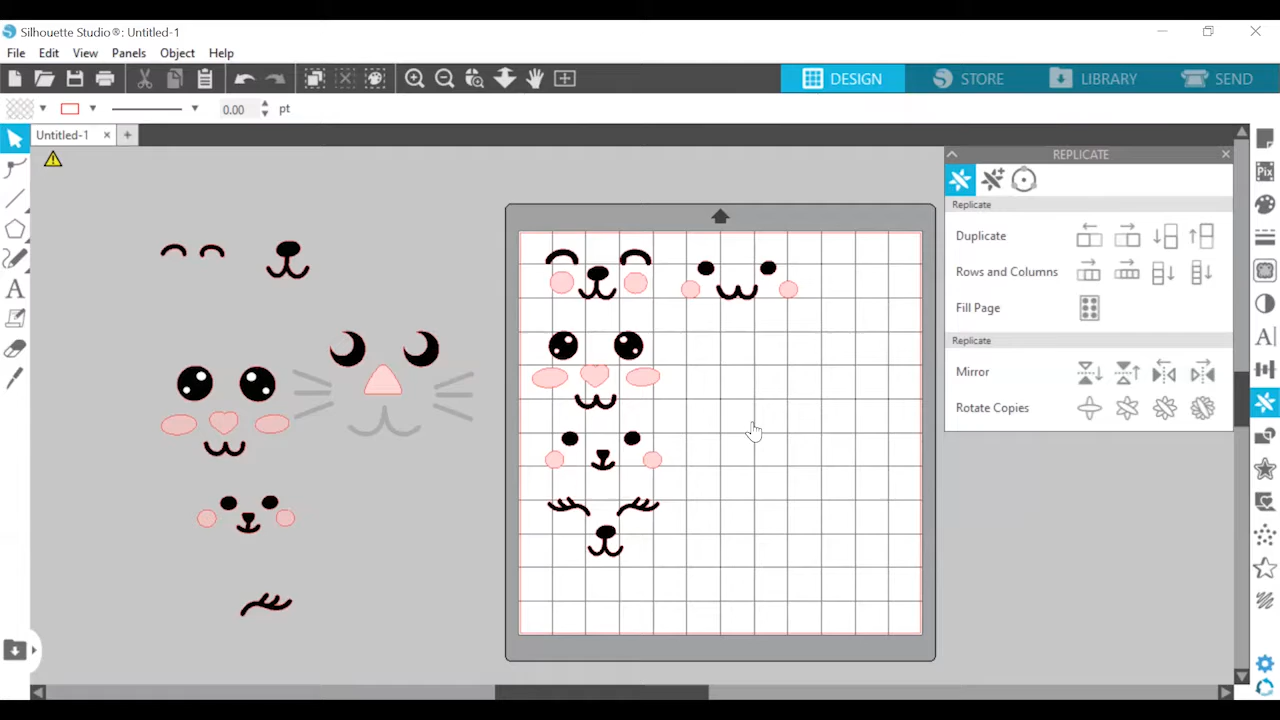 Silhouette Studio®: Untitled-1
File Edit View Panels Object Help
DESIGN STORE LIBRARY SEND
0.00 pt
Untitled-1 × +
REPLICATE
Replicate
Duplicate
Rows and Columns
Fill Page
Replicate
Mirror
Rotate Copies
Pix
A
A